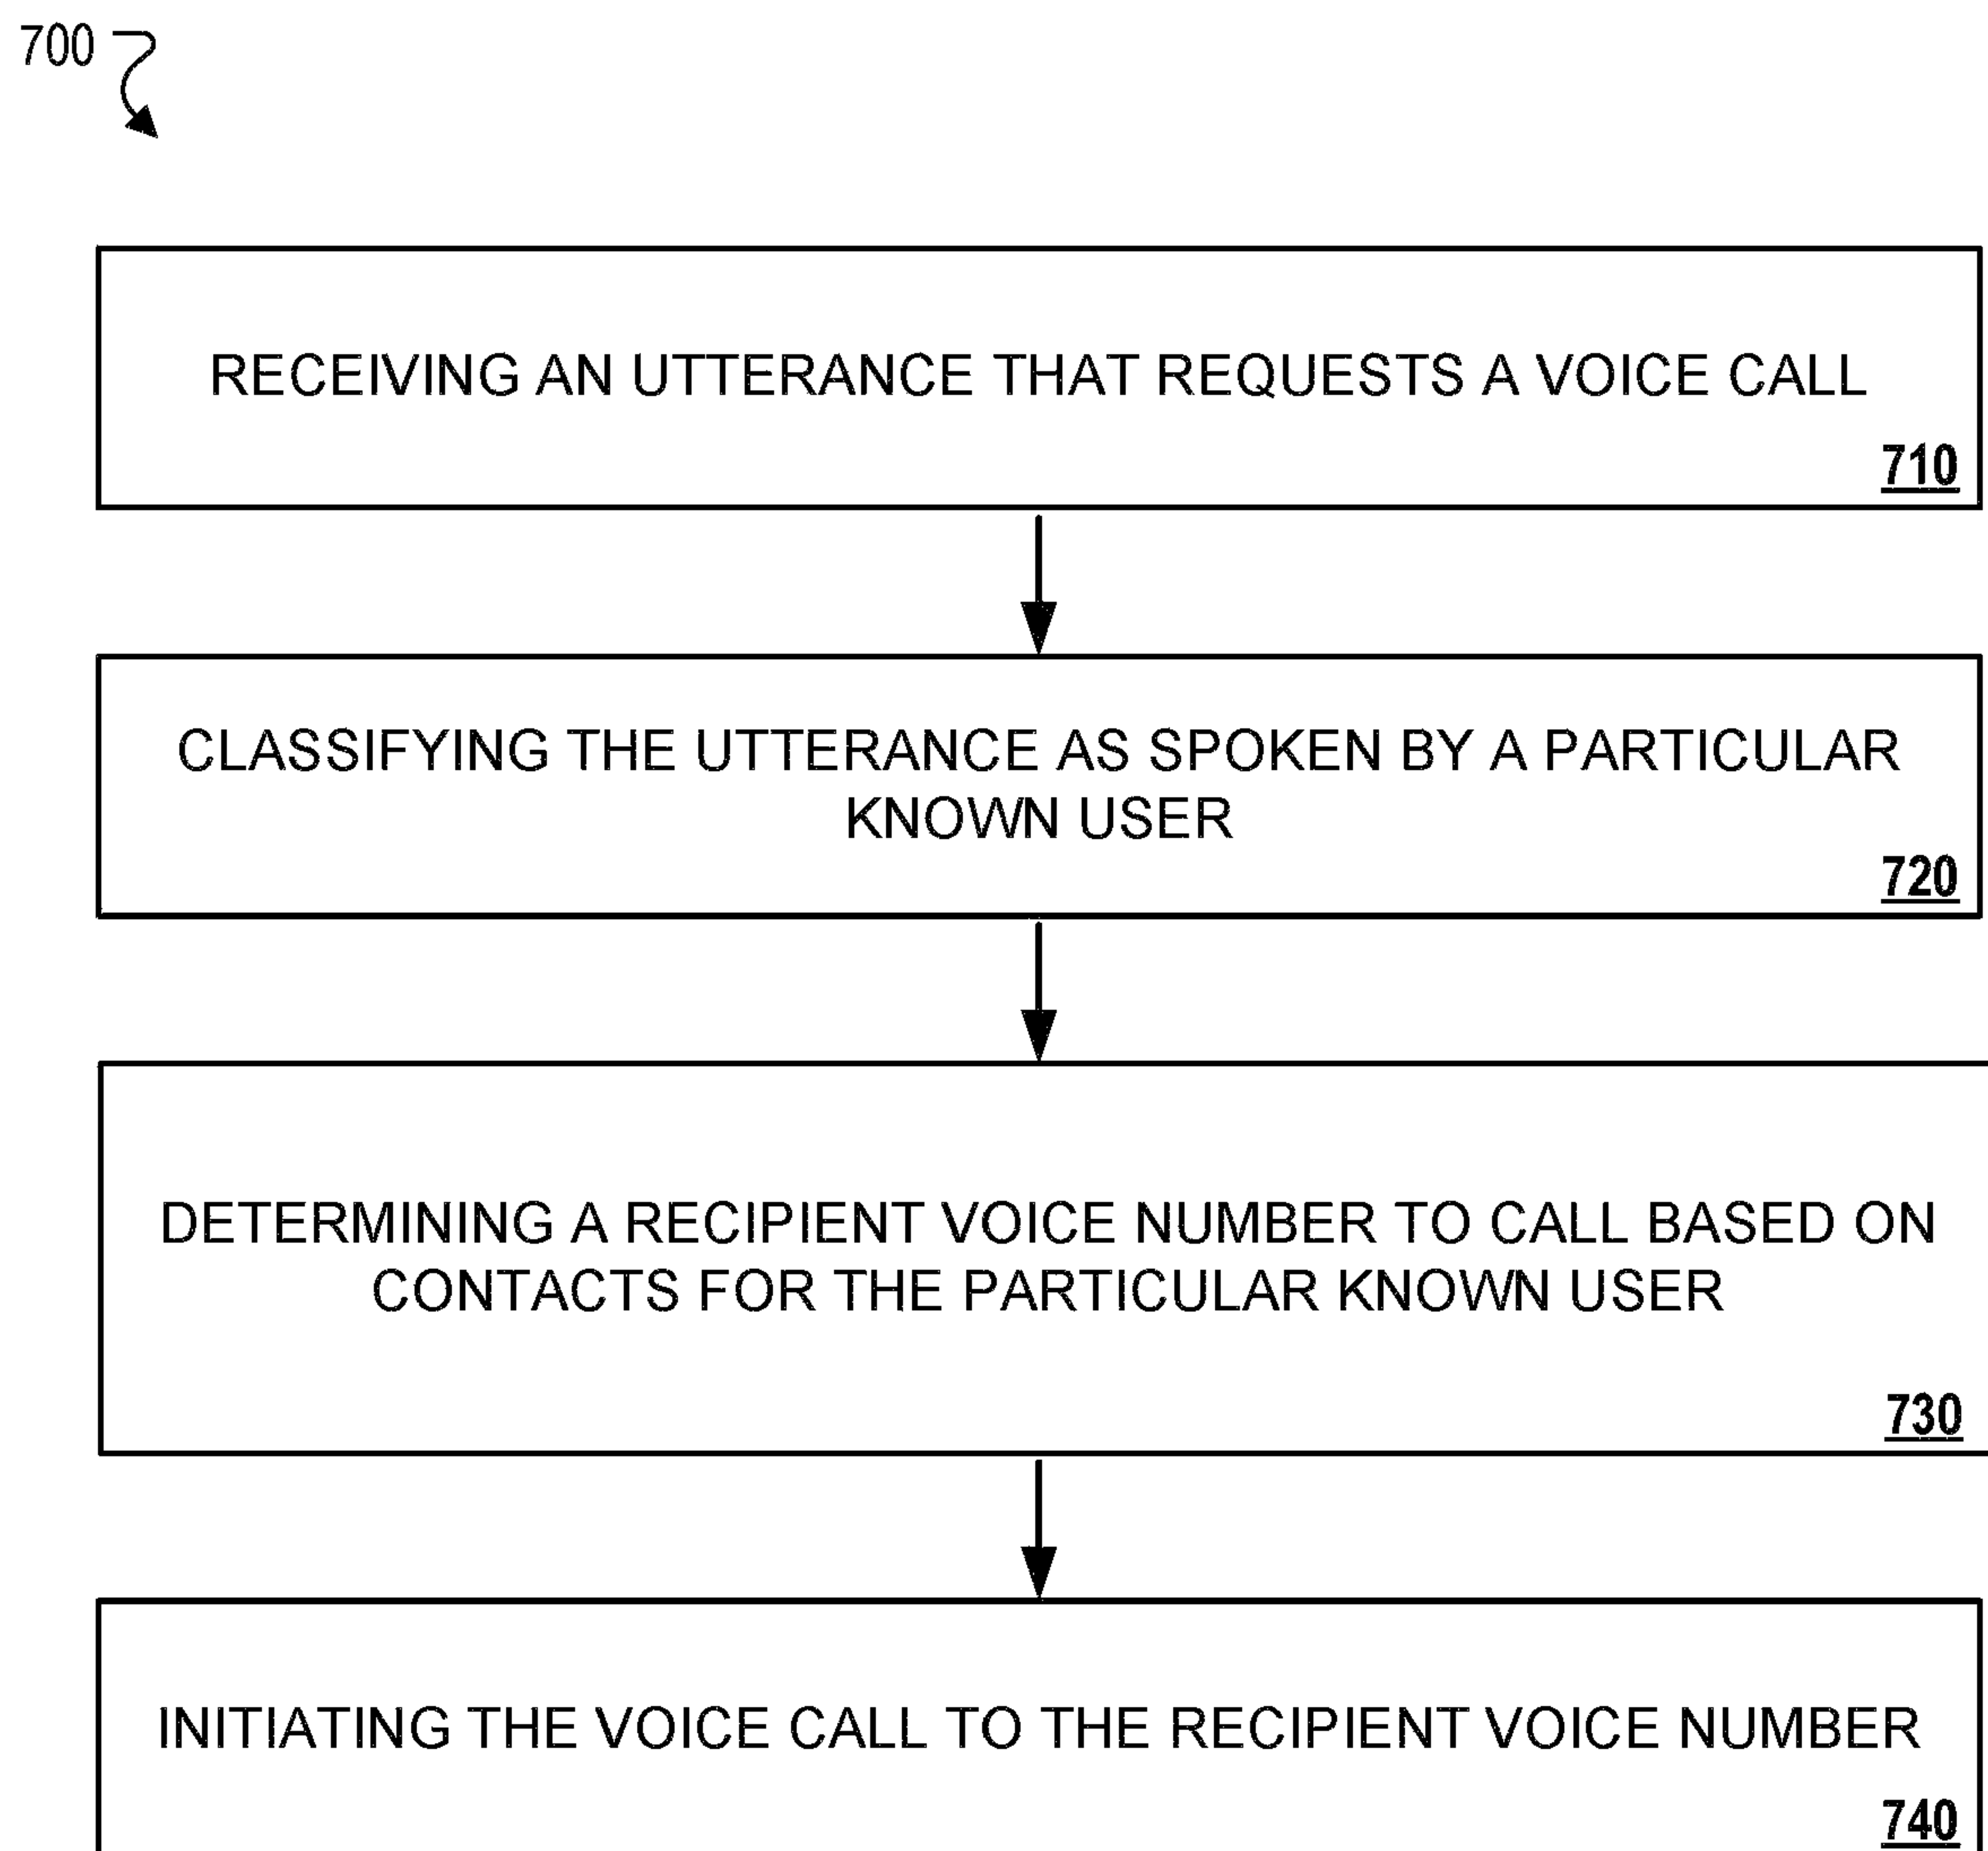 700
RECEIVING AN UTTERANCE THAT REQUESTS A VOICE CALL
710
CLASSIFYING THE UTTERANCE AS SPOKEN BY A PARTICULAR
KNOWN USER
720
DETERMINING A RECIPIENT VOICE NUMBER TO CALL BASED ON
CONTACTS FOR THE PARTICULAR KNOWN USER
730
INITIATING THE VOICE CALL TO THE RECIPIENT VOICE NUMBER
740